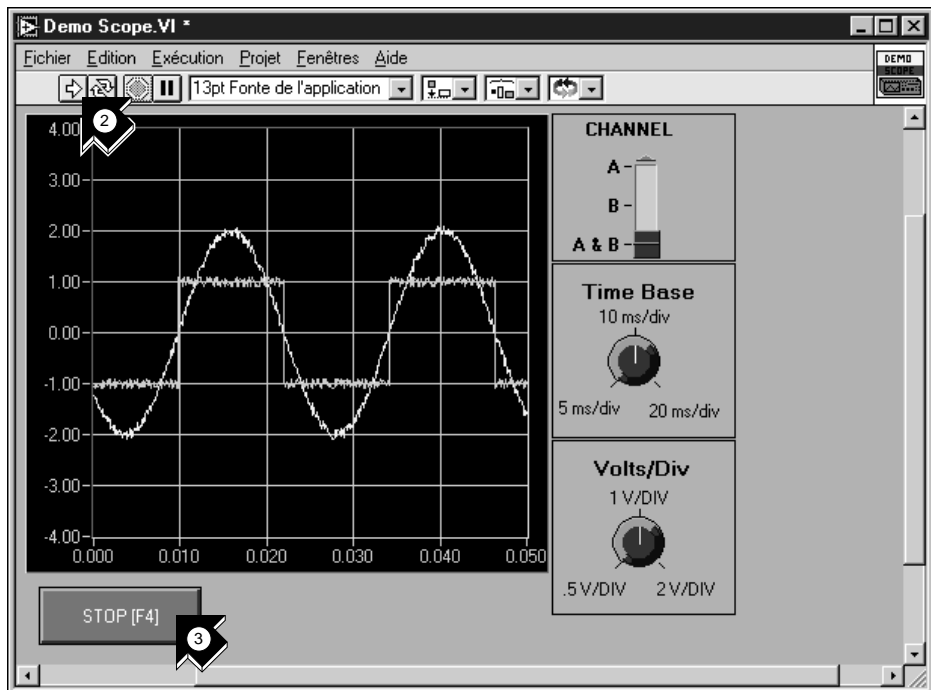 Demo Scope.VI *
Fichier Edition Exécution Projet Fenêtres Aide
DEMO
SCOPE
13pt Fonte de l'application
2
4.00
3.00
2.00
1.00
0.00
-1.00
-2.00
-3.00
-4.00
0.000 0.010 0.020 0.030 0.040 0.050
CHANNEL
A
B
A & B
Time Base
10 ms/div
5 ms/div 20 ms/div
Volts/Div
1 V/DIV
.5 V/DIV 2 V/DIV
STOP [F4]
3